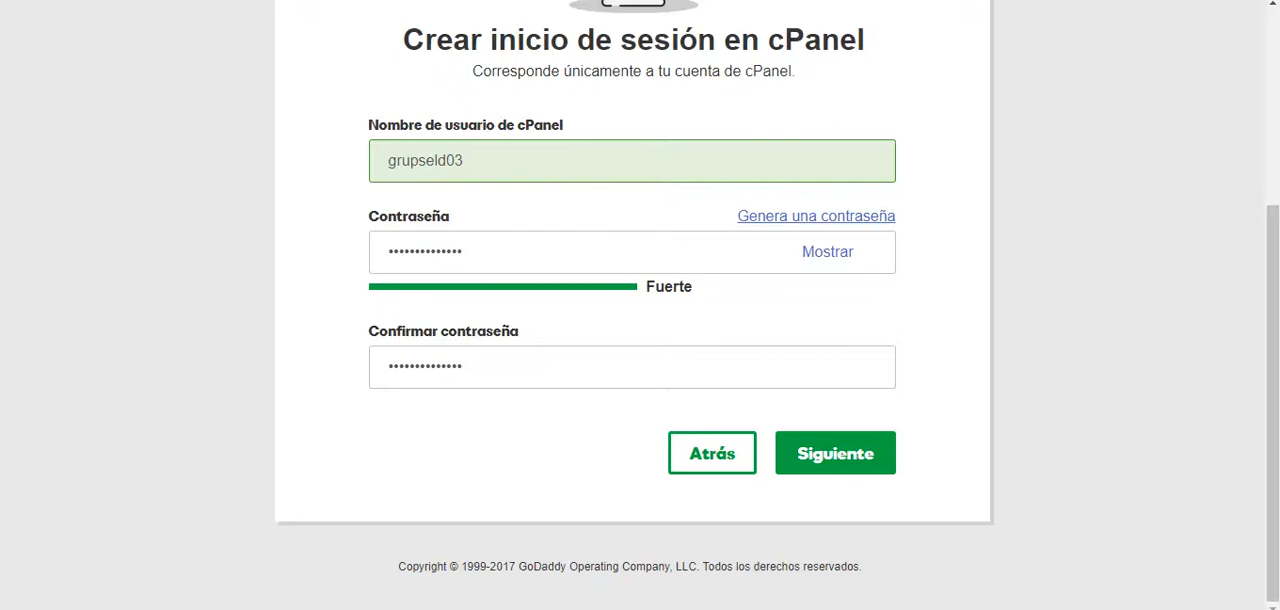 Crear inicio de sesión en cPanel
Corresponde únicamente a tu cuenta de cPanel.
Nombre de usuario de cPanel
grupseld03
Contraseña
Genera una contraseña
••••••••••••••
Mostrar
Fuerte
Confirmar contraseña
••••••••••••••
Atrás
Siguiente
Copyright © 1999-2017 GoDaddy Operating Company, LLC. Todos los derechos reservados.